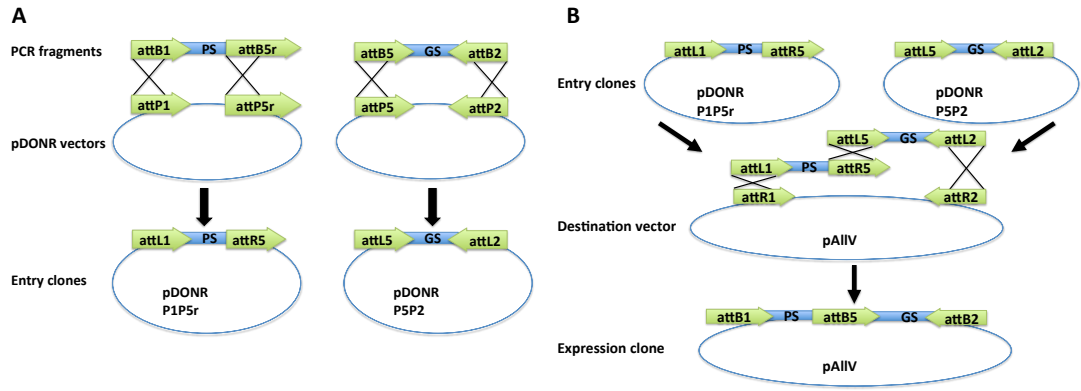 A
PCR fragments
attB1 PS attB5r
attB5 GS attB2
attP1 attP5r
attP5 attP2
pDONR vectors
attL1 PS attR5
attL5 GS attL2
Entry clones
pDONR
P1P5r
pDONR
P5P2
B
attL1 PS attR5
attL5 GS attL2
Entry clones
pDONR
P1P5r
pDONR
P5P2
attL5 GS attL2
attL1 PS attR5
attR1 attR2
Destination vector
pAllV
attB1 PS attB5 GS attB2
Expression clone
pAllV